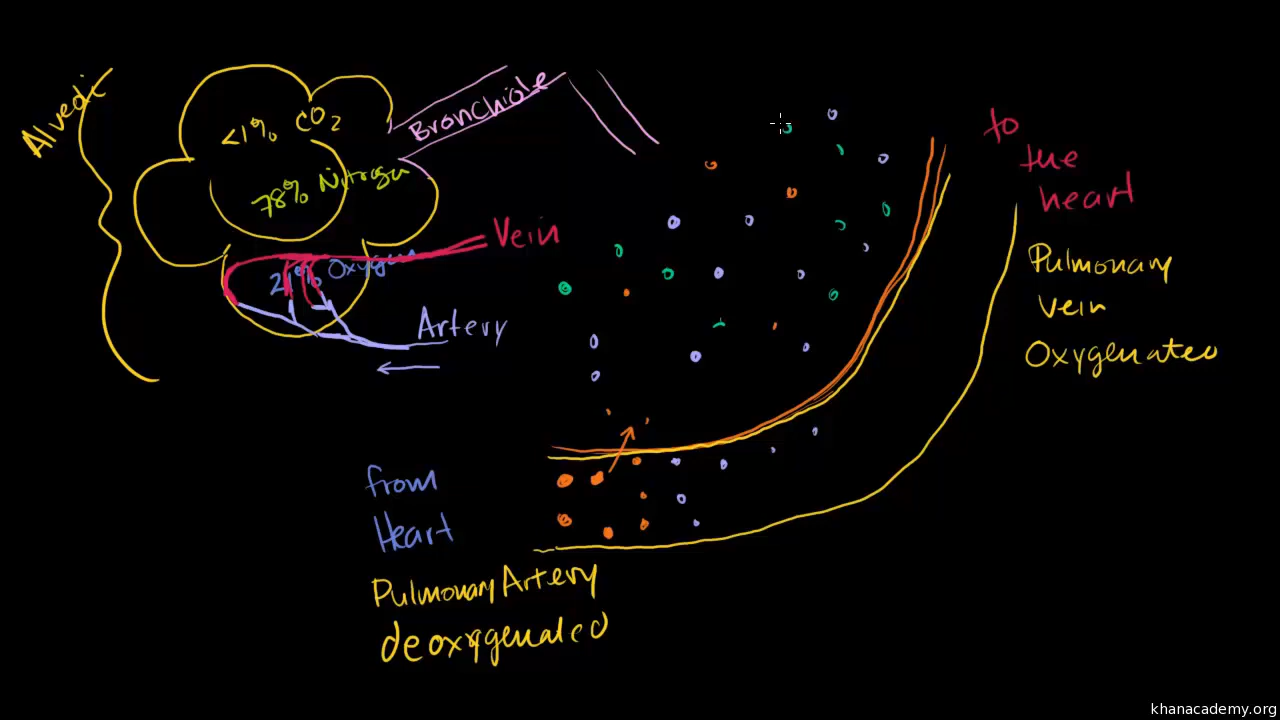 Alveoli
<1% CO2
78% Nitrogen
21% Oxygen
Bronchiole
Vein
Artery
to
the
heart
Pulmonary
vein
Oxygenated
from
Heart
Pulmonary Artery
deoxygenated
khanacademy.org